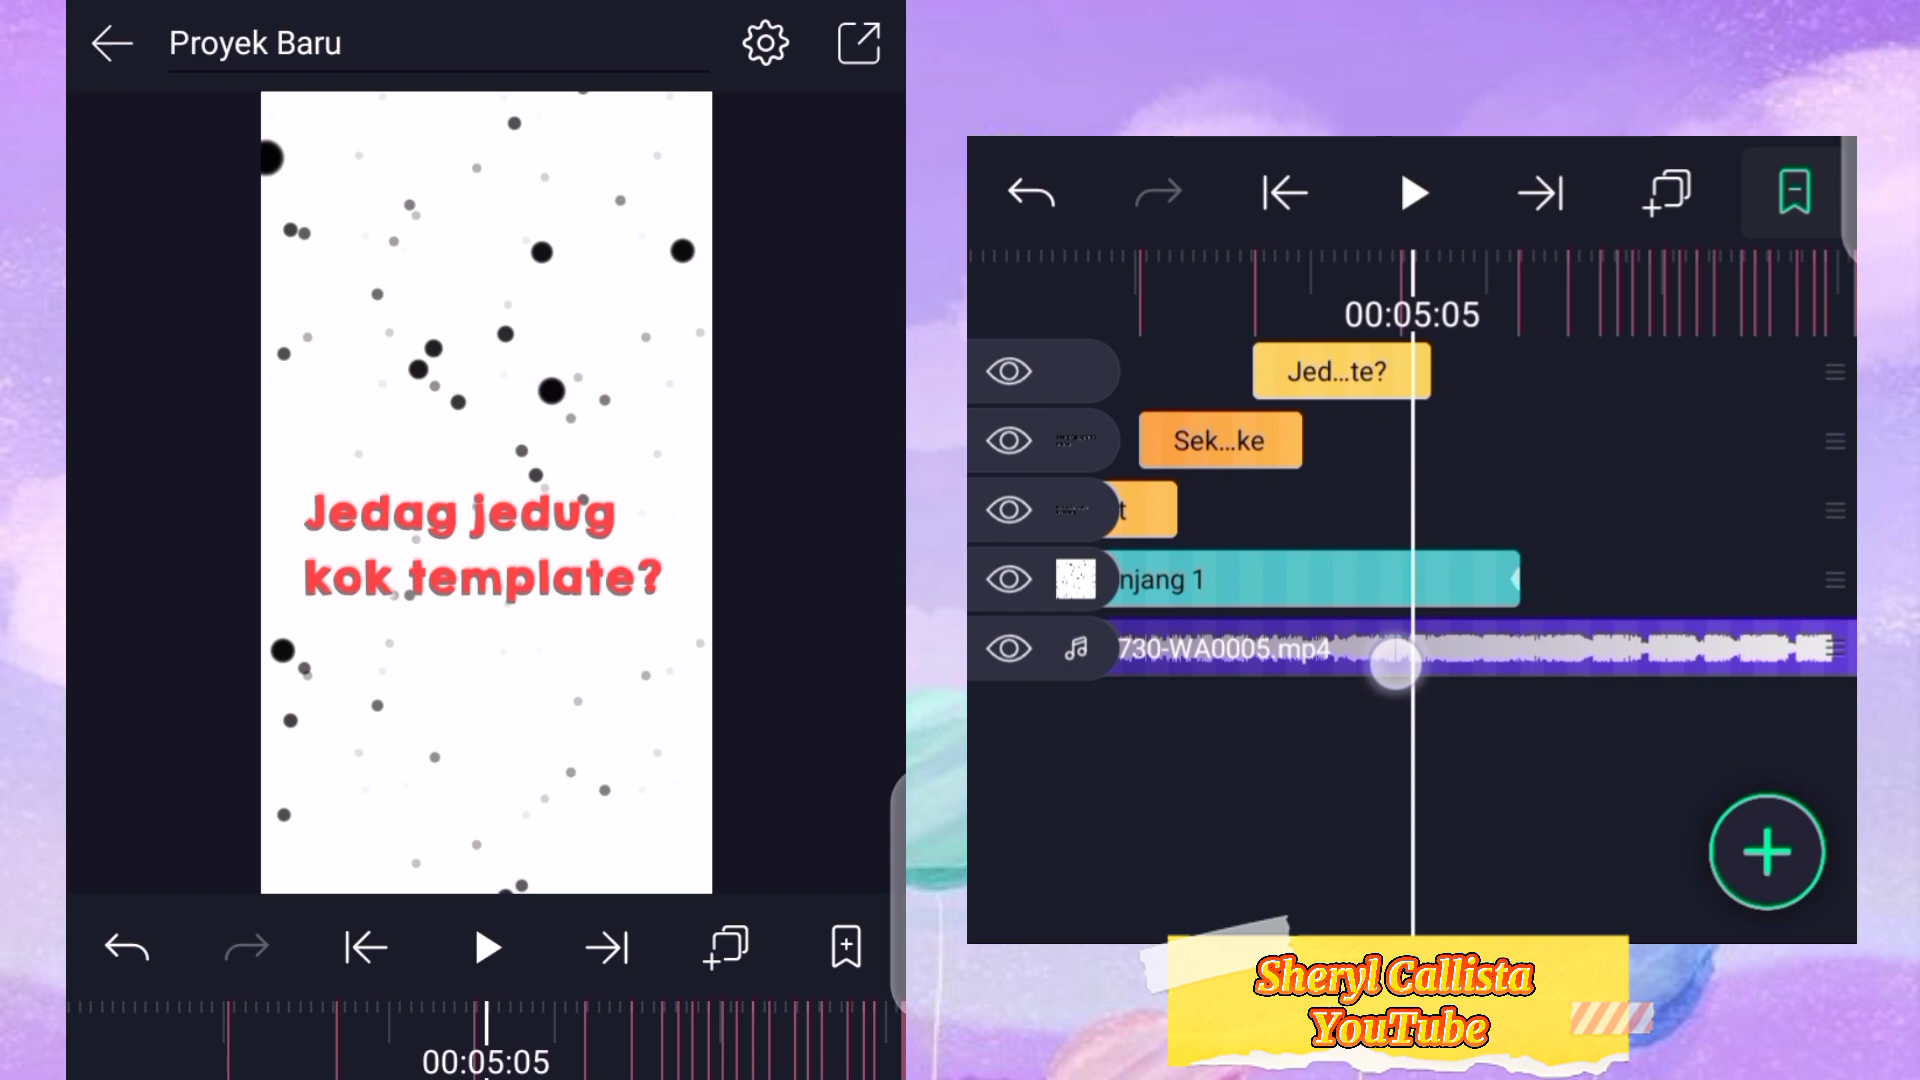 Proyek Baru
Jedag jedug
kok template?
00:05:05
00:05:05
Jed...te?
Sek...ke
t
njang 1
730-WA0005.mp4
Sheryl Callista
YouTube